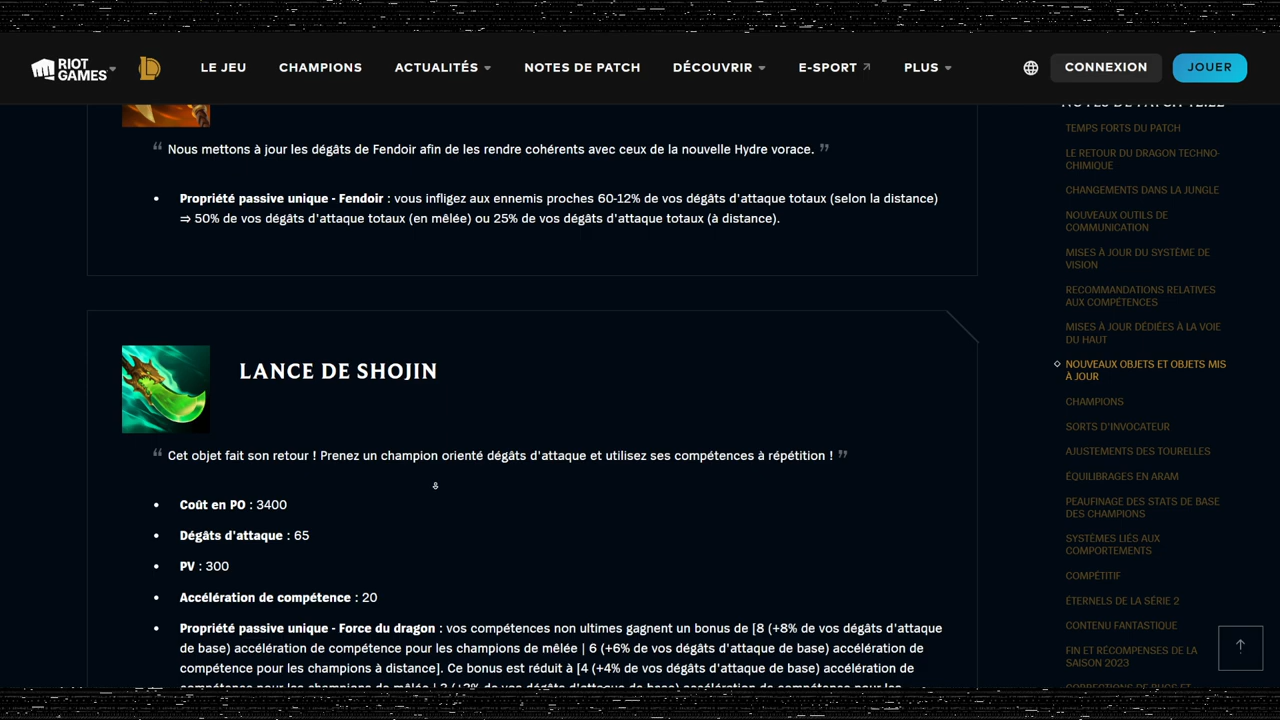 RIOT GAMES
LE JEU
CHAMPIONS
ACTUALITÉS
NOTES DE PATCH
DÉCOUVRIR
E-SPORT
PLUS
CONNEXION
JOUER
“ Nous mettons à jour les dégâts de Fendoir afin de les rendre cohérents avec ceux de la nouvelle Hydre vorace. ”
• Propriété passive unique - Fendoir : vous infligez aux ennemis proches 60-12% de vos dégâts d'attaque totaux (selon la distance)
⇒ 50% de vos dégâts d'attaque totaux (en mêlée) ou 25% de vos dégâts d'attaque totaux (à distance).
LANCE DE SHOJIN
“ Cet objet fait son retour ! Prenez un champion orienté dégâts d'attaque et utilisez ses compétences à répétition ! ”
• Coût en PO : 3400
• Dégâts d'attaque : 65
• PV : 300
• Accélération de compétence : 20
• Propriété passive unique - Force du dragon : vos compétences non ultimes gagnent un bonus de [8 (+8% de vos dégâts d'attaque
de base) accélération de compétence pour les champions de mêlée | 6 (+6% de vos dégâts d'attaque de base) accélération de
compétence pour les champions à distance]. Ce bonus est réduit à [4 (+4% de vos dégâts d'attaque de base) accélération de
NOTES DE PATCH
TEMPS FORTS DU PATCH
LE RETOUR DU DRAGON TECHNO-
CHIMIQUE
CHANGEMENTS DANS LA JUNGLE
NOUVEAUX OUTILS DE
COMMUNICATION
MISES À JOUR DU SYSTÈME DE
VISION
RECOMMANDATIONS RELATIVES
AUX COMPÉTENCES
MISES À JOUR DÉDIÉES À LA VOIE
DU HAUT
NOUVEAUX OBJETS ET OBJETS MIS
À JOUR
CHAMPIONS
SORTS D'INVOCATEUR
AJUSTEMENTS DES TOURELLES
ÉQUILIBRAGES EN ARAM
PEAUFINAGE DES STATS DE BASE
DES CHAMPIONS
SYSTÈMES LIÉS AUX
COMPORTEMENTS
COMPÉTITIF
ÉTERNELS DE LA SÉRIE 2
CONTENU FANTASTIQUE
FIN ET RÉCOMPENSES DE LA
SAISON 2023